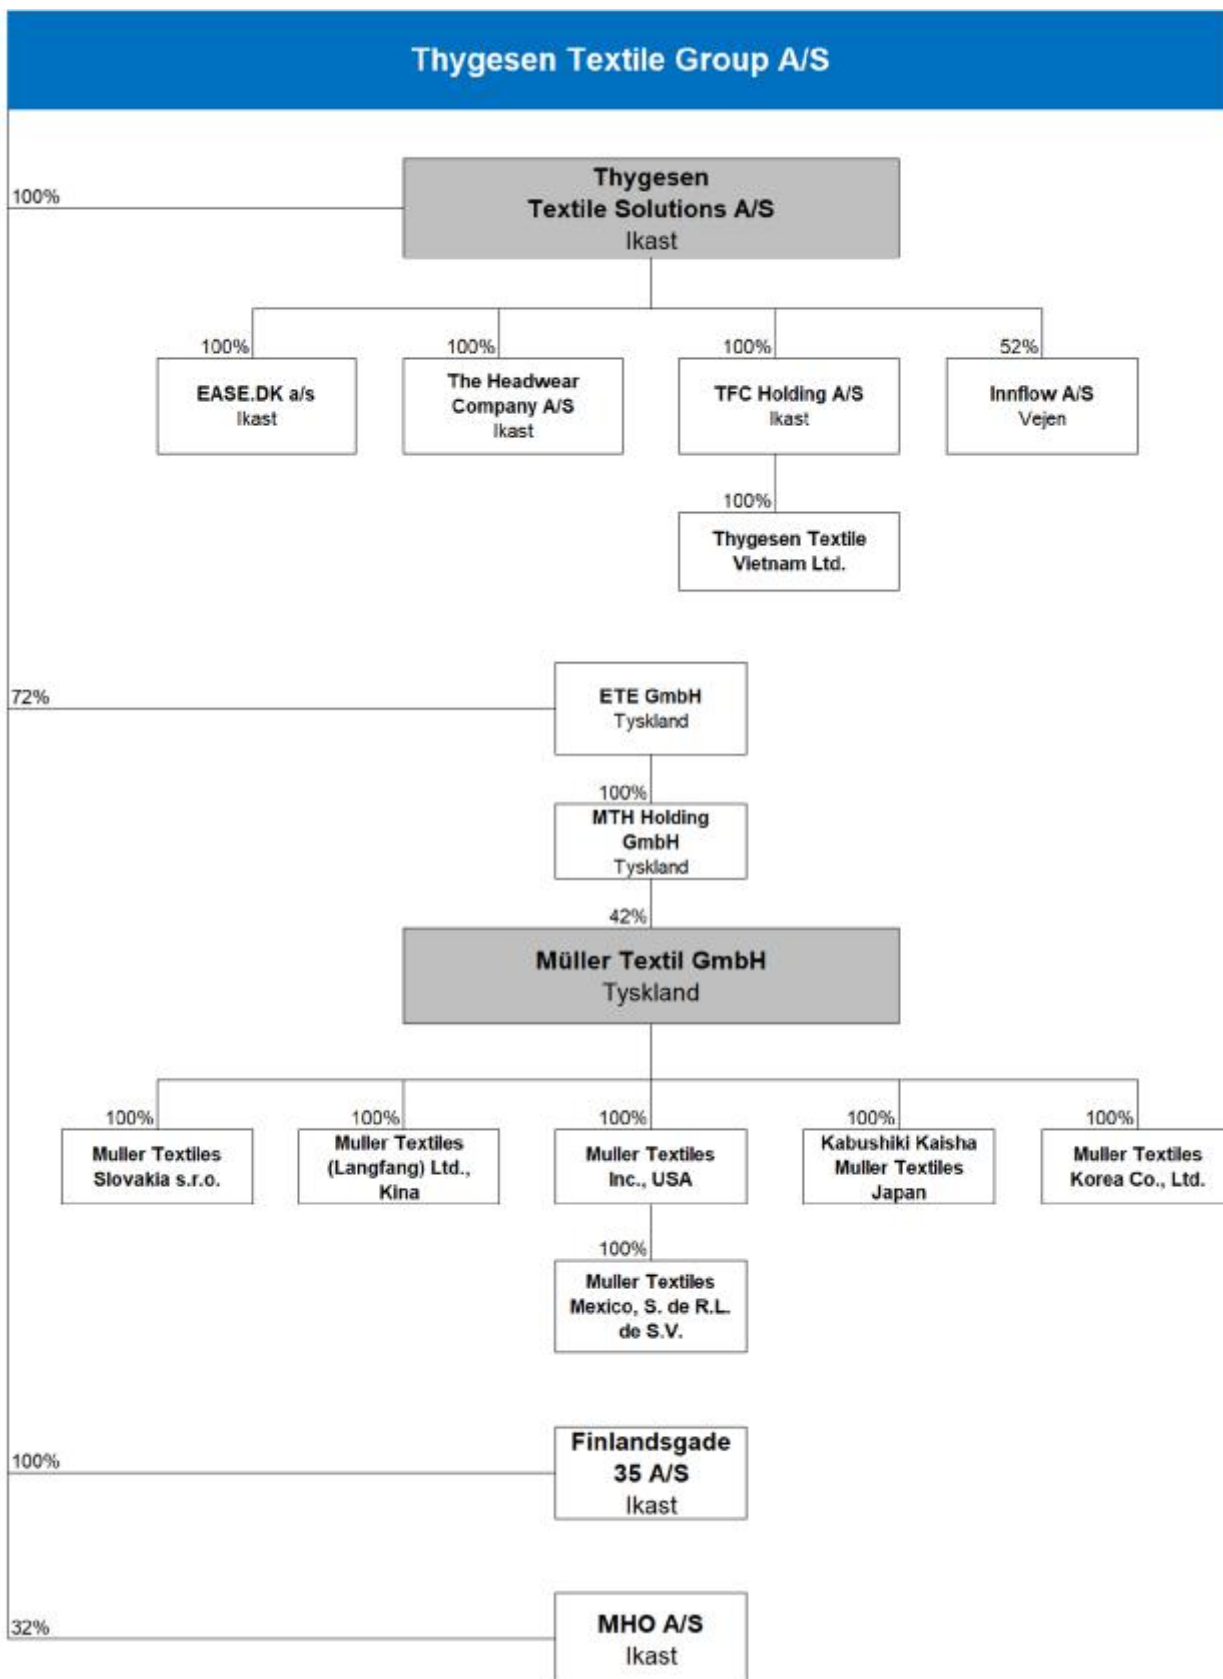 Thygesen Textile Group A/S
100%
Thygesen
Textile Solutions A/S
Ikast
100%
EASE.DK a/s
Ikast
100%
The Headwear
Company A/S
Ikast
100%
TFC Holding A/S
Ikast
52%
Innflow A/S
Vejen
100%
Thygesen Textile
Vietnam Ltd.
72%
ETE GmbH
Tyskland
100%
MTH Holding
GmbH
Tyskland
42%
Müller Textil GmbH
Tyskland
100%
Muller Textiles
Slovakia s.r.o.
100%
Muller Textiles
(Langfang) Ltd.,
Kina
100%
Muller Textiles
Inc., USA
100%
Kabushiki Kaisha
Muller Textiles
Japan
100%
Muller Textiles
Korea Co., Ltd.
100%
Muller Textiles
Mexico, S. de R.L.
de S.V.
100%
Finlandsgade
35 A/S
Ikast
32%
MHO A/S
Ikast